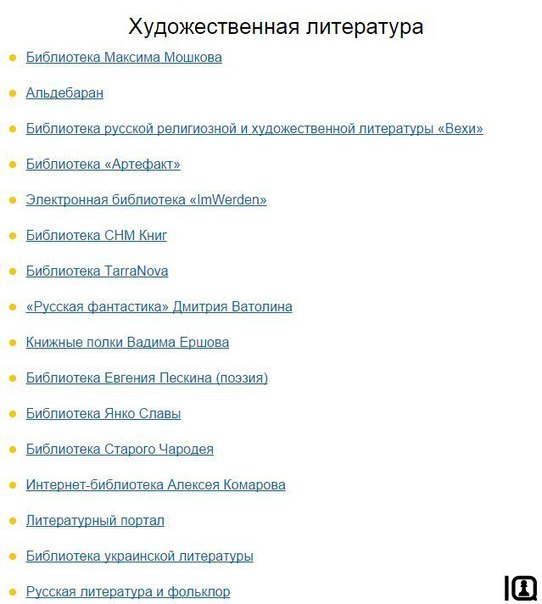 Художественная литература
Библиотека Максима Мошкова
Альдебаран
Библиотека русской религиозной и художественной литературы «Вехи»
Библиотека «Артефакт»
Электронная библиотека «ImWerden»
Библиотека СНМ Книг
Библиотека TarraNova
«Русская фантастика» Дмитрия Ватолина
Книжные полки Вадима Ершова
Библиотека Евгения Пескина (поэзия)
Библиотека Янко Славы
Библиотека Старого Чародея
Интернет-библиотека Алексея Комарова
Литературный портал
Библиотека украинской литературы
Русская литература и фольклор
IQ